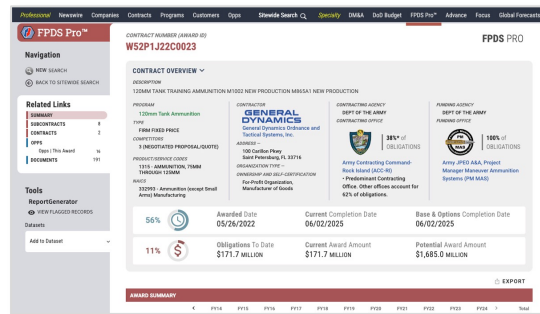 Professional Newswire Companies Contracts Programs Customers Opps Sitewide Search Specialty DM&A DoD Budget FPDS Pro™ Advance Focus Global Forecasts
FPDS Pro™
Navigation
NEW SEARCH
BACK TO SITEWIDE SEARCH
Related Links
SUMMARY
SUBCONTRACTS 8
CONTRACTS 2
OPPS
Opps | This Award 14
DOCUMENTS 191
Tools
ReportGenerator
VIEW FLAGGED RECORDS
Datasets
Add to Dataset
CONTRACT NUMBER (AWARD ID)
W52P1J22C0023
FPDS PRO
CONTRACT OVERVIEW
DESCRIPTION
120MM TANK TRAINING AMMUNITION M1002 NEW PRODUCTION M865A1 NEW PRODUCTION
PROGRAM
120mm Tank Ammunition
TYPE
FIRM FIXED PRICE
COMPETITORS
3 (NEGOTIATED PROPOSAL/QUOTE)
PRODUCT/SERVICE CODES
1315 - AMMUNITION, 75MM
THROUGH 125MM
NAICS
332993 - Ammunition (except Small
Arms) Manufacturing
CONTRACTOR
GENERAL
DYNAMICS
General Dynamics Ordnance and
Tactical Systems, Inc.
ADDRESS –
100 Carillon Pkwy
Saint Petersburg, FL 33716
ORGANISATION TYPE –
OWNERSHIP AND SELF-CERTIFICATION
For-Profit Organization,
Manufacturer of Goods
CONTRACTING AGENCY
DEPT OF THE ARMY
CONTRACTING OFFICE
38%* of
OBLIGATIONS
Army Contracting Command-
Rock Island (ACC-RI)
• Predominant Contracting
Office. Other offices account for
62% of obligations.
FUNDING AGENCY
DEPT OF THE ARMY
FUNDING OFFICE
PM
MAS
100% of
OBLIGATIONS
Army JPEO A&A, Project
Manager Maneuver Ammunition
Systems (PM MAS)
56%
Awarded Date
05/26/2022
Current Completion Date
06/02/2025
Base & Options Completion Date
06/02/2025
11%
Obligations To Date
$171.7 MILLION
Current Award Amount
$171.7 MILLION
Potential Award Amount
$1,685.0 MILLION
EXPORT
AWARD SUMMARY
< FY14 FY15 FY16 FY17 FY18 FY19 FY20 FY21 FY22 FY23 FY24 > Total